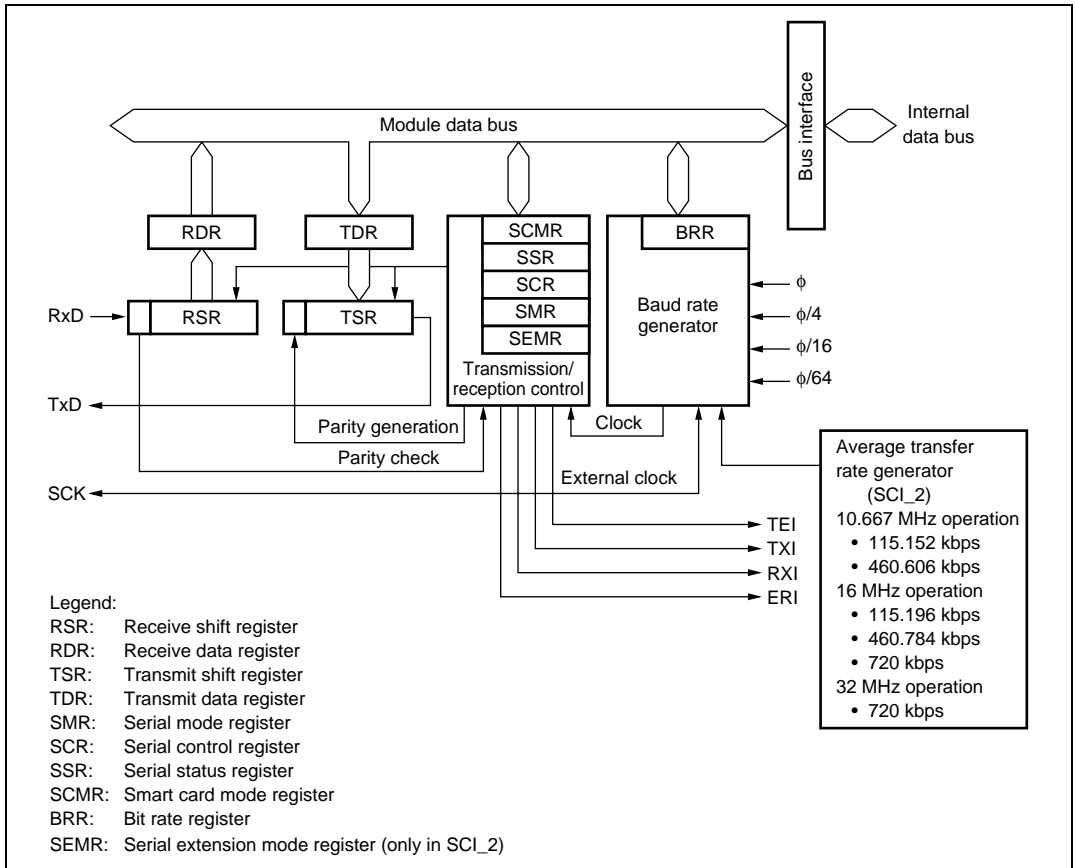 Module data bus
Bus interface
Internal
data bus
RDR
TDR
SCMR
SSR
SCR
SMR
SEMR
Transmission/
reception control
BRR
Baud rate
generator
ϕ
ϕ/4
ϕ/16
ϕ/64
RxD
RSR
TSR
TxD
Parity generation
Parity check
Clock
External clock
SCK
TEI
TXI
RXI
ERI
Average transfer
rate generator
(SCI_2)
10.667 MHz operation
• 115.152 kbps
• 460.606 kbps
16 MHz operation
• 115.196 kbps
• 460.784 kbps
• 720 kbps
32 MHz operation
• 720 kbps
Legend:
RSR: Receive shift register
RDR: Receive data register
TSR: Transmit shift register
TDR: Transmit data register
SMR: Serial mode register
SCR: Serial control register
SSR: Serial status register
SCMR: Smart card mode register
BRR: Bit rate register
SEMR: Serial extension mode register (only in SCI_2)